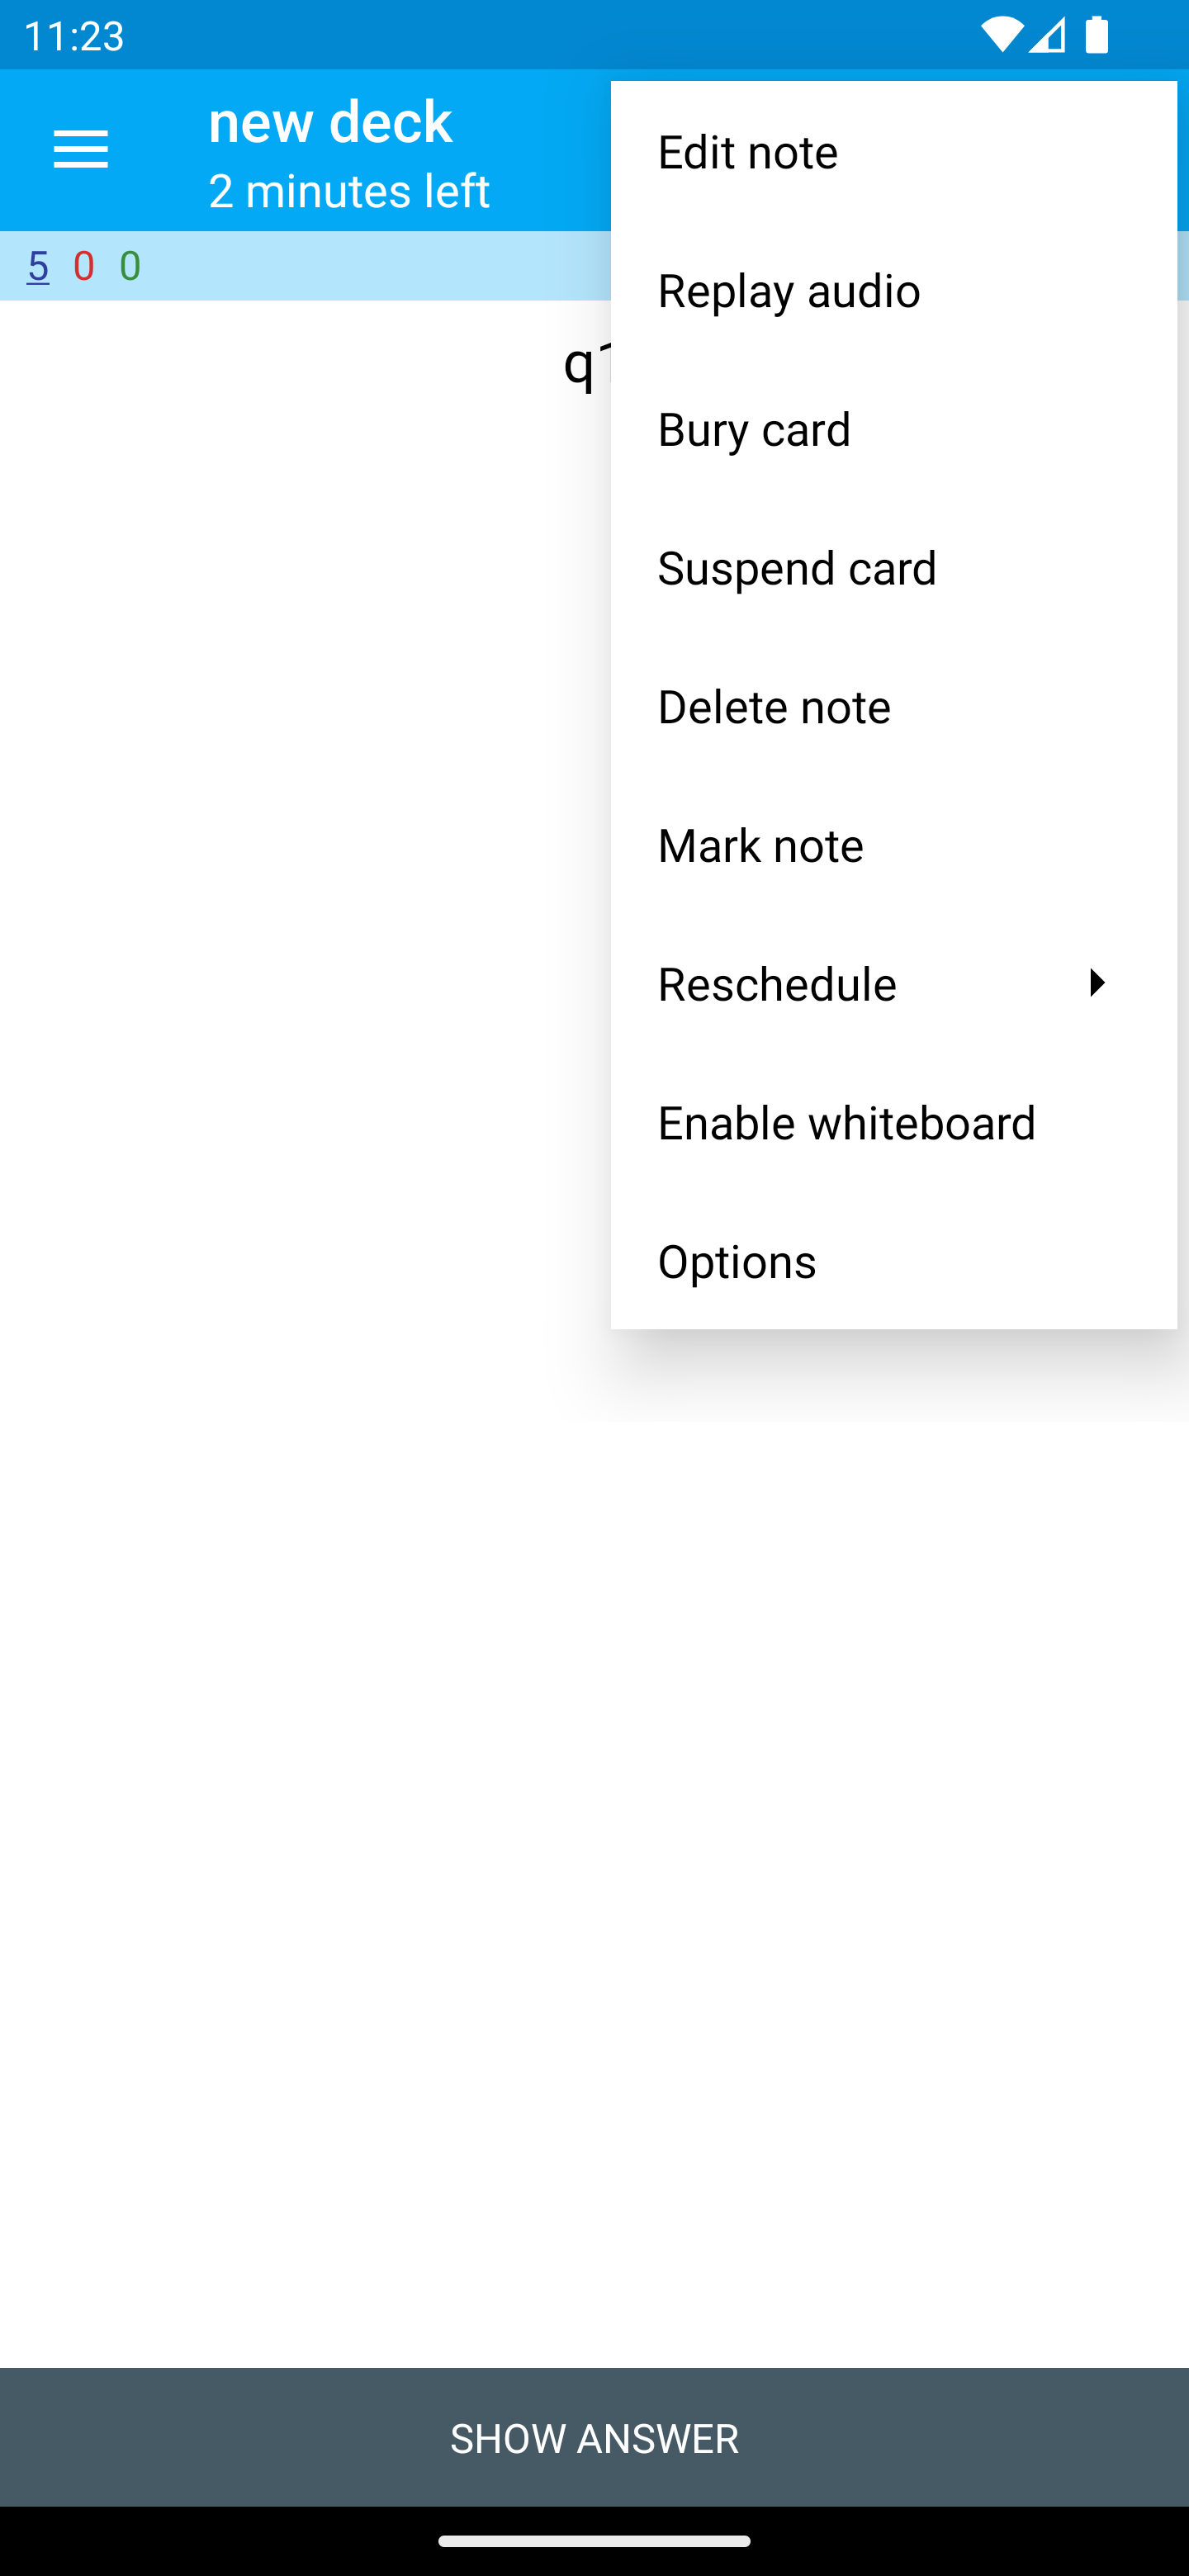 11:23
new deck
2 minutes left
5 0 0
Edit note
Replay audio
Bury card
Suspend card
Delete note
Mark note
Reschedule
Enable whiteboard
Options
SHOW ANSWER